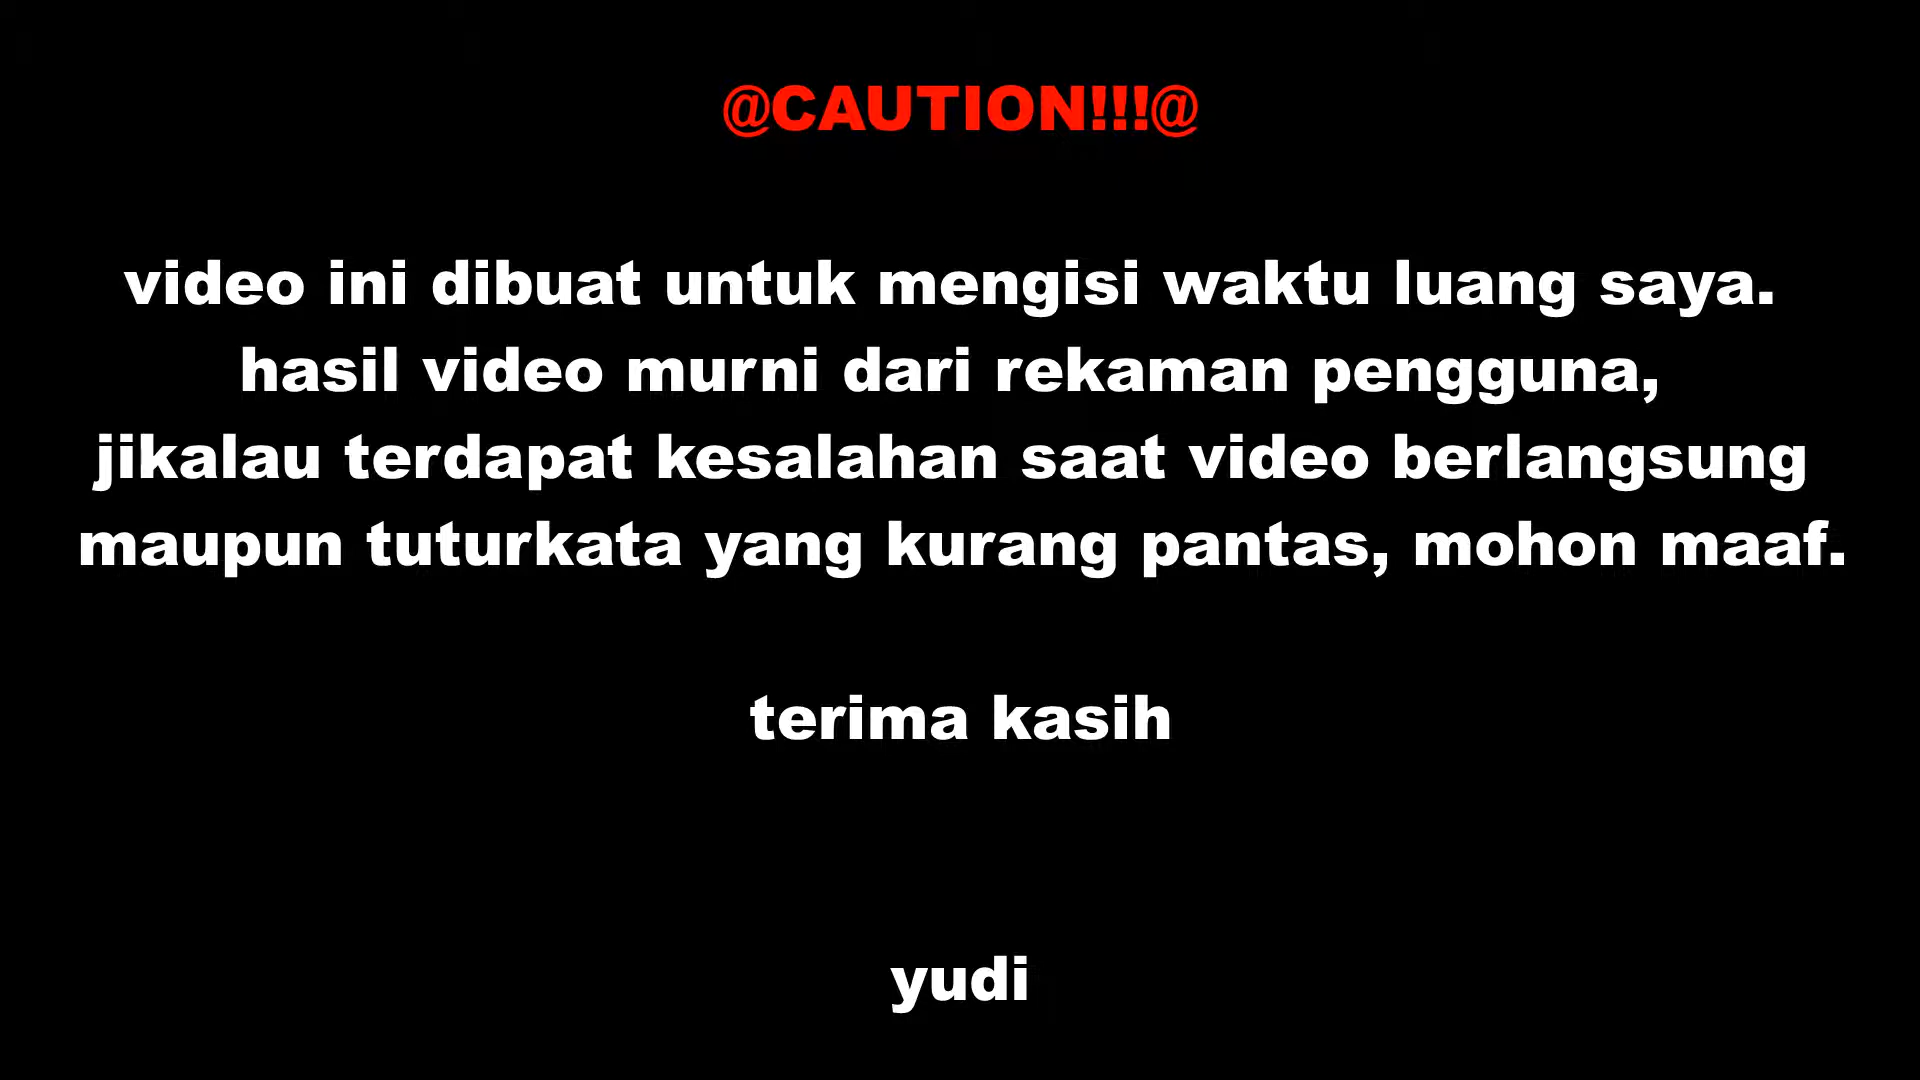 @CAUTION!!!@
video ini dibuat untuk mengisi waktu luang saya.
hasil video murni dari rekaman pengguna,
jikalau terdapat kesalahan saat video berlangsung
maupun tuturkata yang kurang pantas, mohon maaf.
terima kasih
yudi